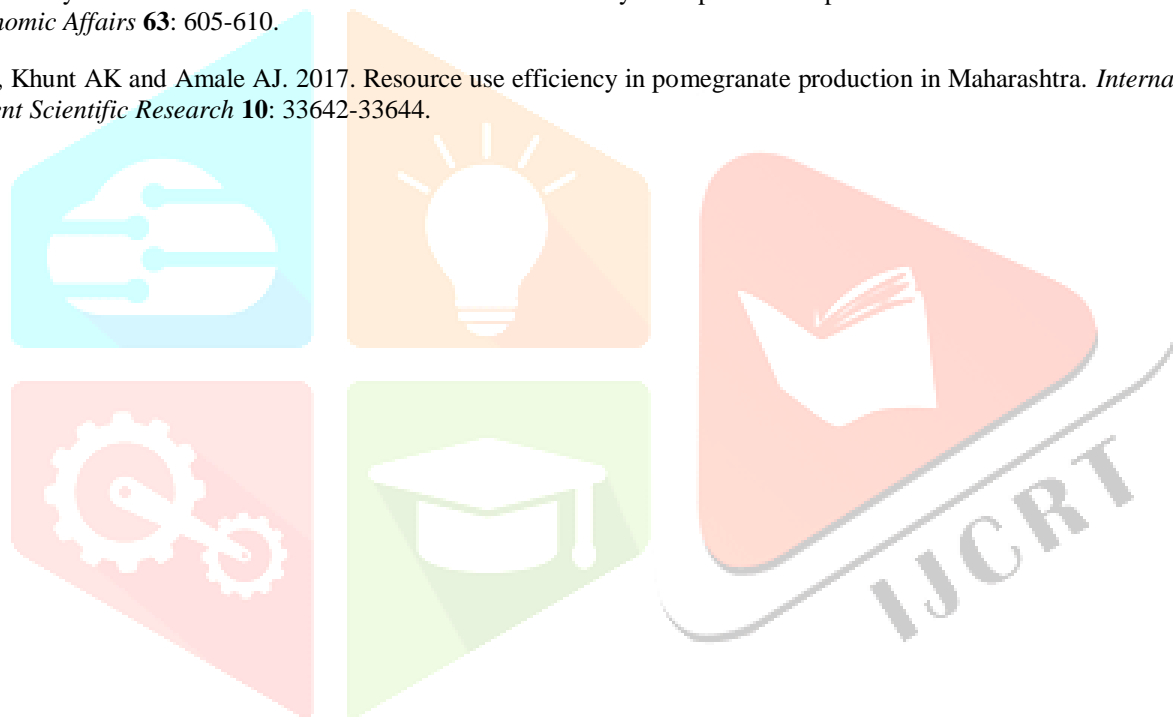 nomic Affairs 63: 605-610.
, Khunt AK and Amale AJ. 2017. Resource use efficiency in pomegranate production in Maharashtra. Interna
ent Scientific Research 10: 33642-33644.
IJCRT